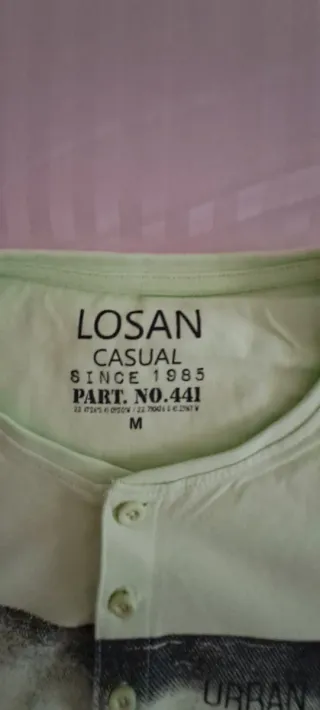 LOSAN
CASUAL
SINCE 1985
PART. NO.441
M
URBAN